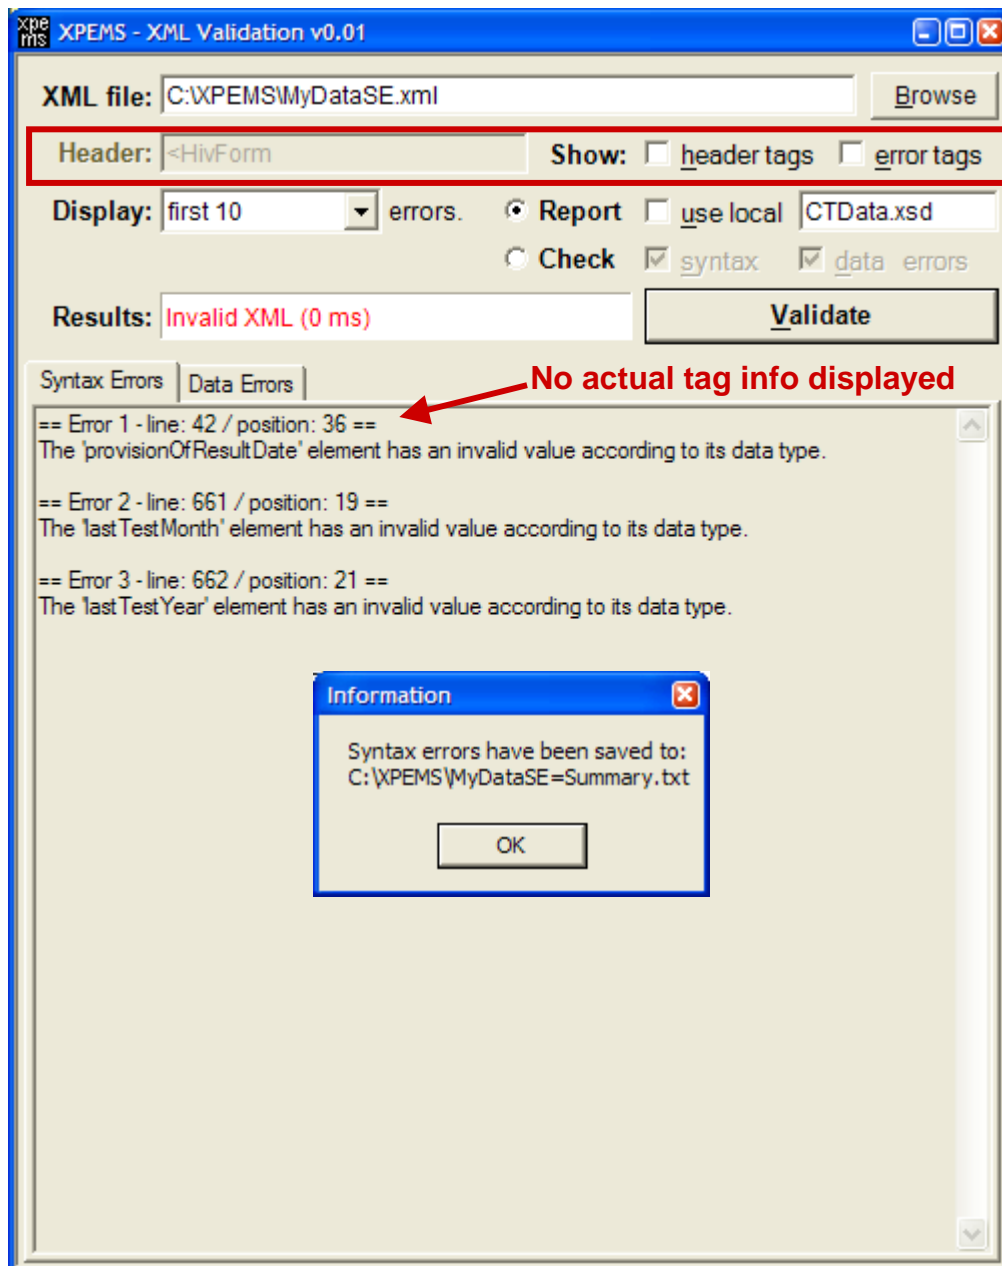 xpe
ms
XPEMS - XML Validation v0.01
XML file: C:\XPEMS\MyDataSE.xml Browse
Header: <HivForm Show: header tags error tags
Display: first 10 errors. Report use local CTData.xsd
Check syntax data errors
Results: Invalid XML (0 ms) Validate
Syntax Errors Data Errors No actual tag info displayed
== Error 1 - line: 42 / position: 36 ==
The 'provisionOfResultDate' element has an invalid value according to its data type.
== Error 2 - line: 661 / position: 19 ==
The 'lastTestMonth' element has an invalid value according to its data type.
== Error 3 - line: 662 / position: 21 ==
The 'lastTestYear' element has an invalid value according to its data type.
Information
Syntax errors have been saved to:
C:\XPEMS\MyDataSE=Summary.txt
OK